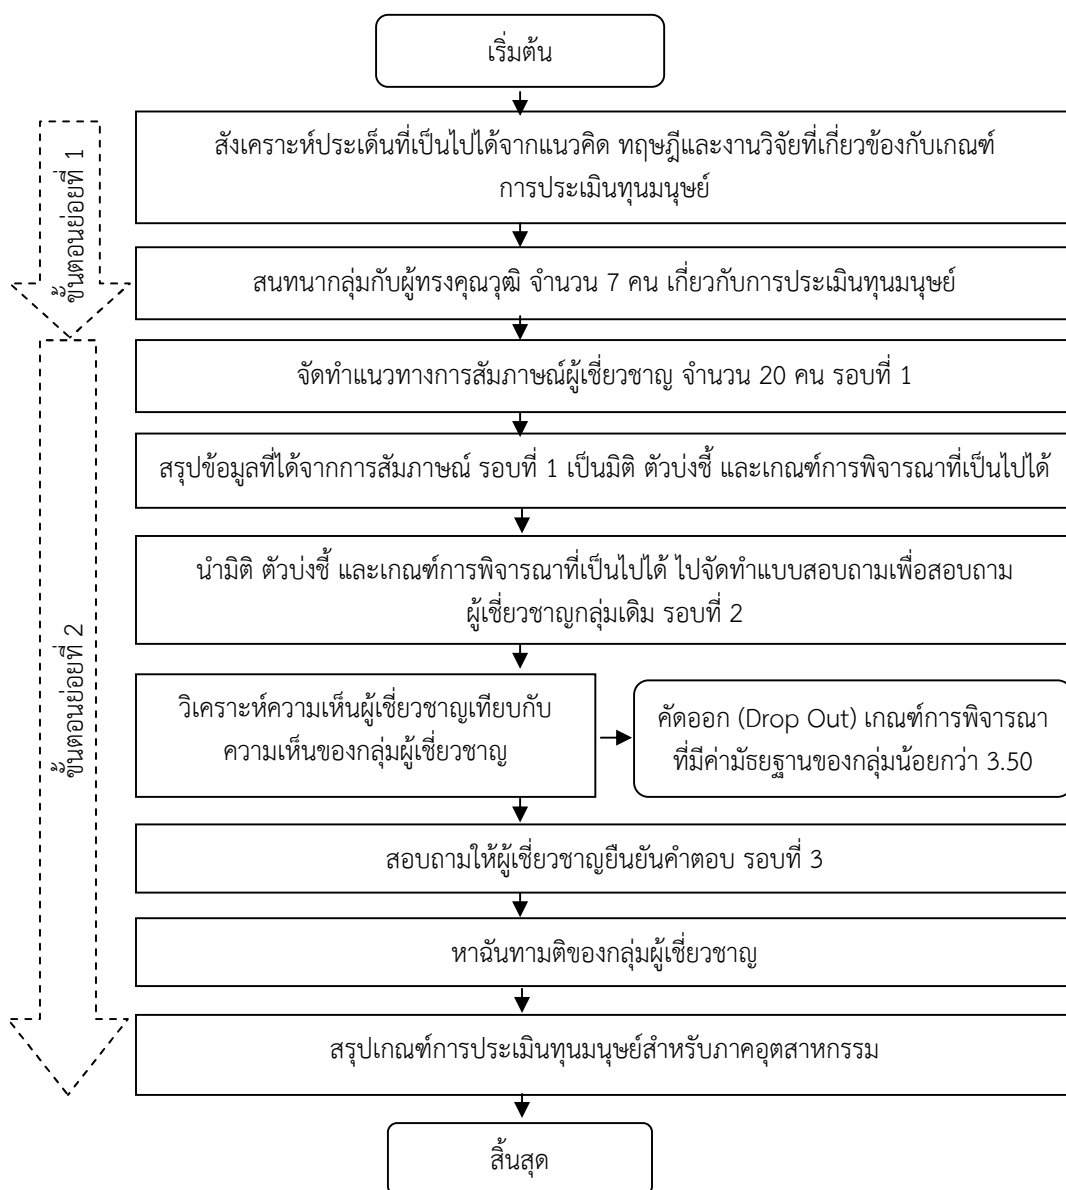 เริ่มต้น
ขั้นตอนย่อยที่ 1
สังเคราะห์ประเด็นที่เป็นไปได้จากแนวคิด ทฤษฎีและงานวิจัยที่เกี่ยวข้องกับเกณฑ์
การประเมินทุนมนุษย์
สนทนากลุ่มกับผู้ทรงคุณวุฒิ จำนวน 7 คน เกี่ยวกับการประเมินทุนมนุษย์
ขั้นตอนย่อยที่ 2
จัดทำแนวทางการสัมภาษณ์ผู้เชี่ยวชาญ จำนวน 20 คน รอบที่ 1
สรุปข้อมูลที่ได้จากการสัมภาษณ์ รอบที่ 1 เป็นมิติ ตัวบ่งชี้ และเกณฑ์การพิจารณาที่เป็นไปได้
นำมิติ ตัวบ่งชี้ และเกณฑ์การพิจารณาที่เป็นไปได้ ไปจัดทำแบบสอบถามเพื่อสอบถาม
ผู้เชี่ยวชาญกลุ่มเดิม รอบที่ 2
วิเคราะห์ความเห็นผู้เชี่ยวชาญเทียบกับ
ความเห็นของกลุ่มผู้เชี่ยวชาญ
คัดออก (Drop Out) เกณฑ์การพิจารณา
ที่มีค่ามัธยฐานของกลุ่มน้อยกว่า 3.50
สอบถามให้ผู้เชี่ยวชาญยืนยันคำตอบ รอบที่ 3
หาฉันทามติของกลุ่มผู้เชี่ยวชาญ
สรุปเกณฑ์การประเมินทุนมนุษย์สำหรับภาคอุตสาหกรรม
สิ้นสุด